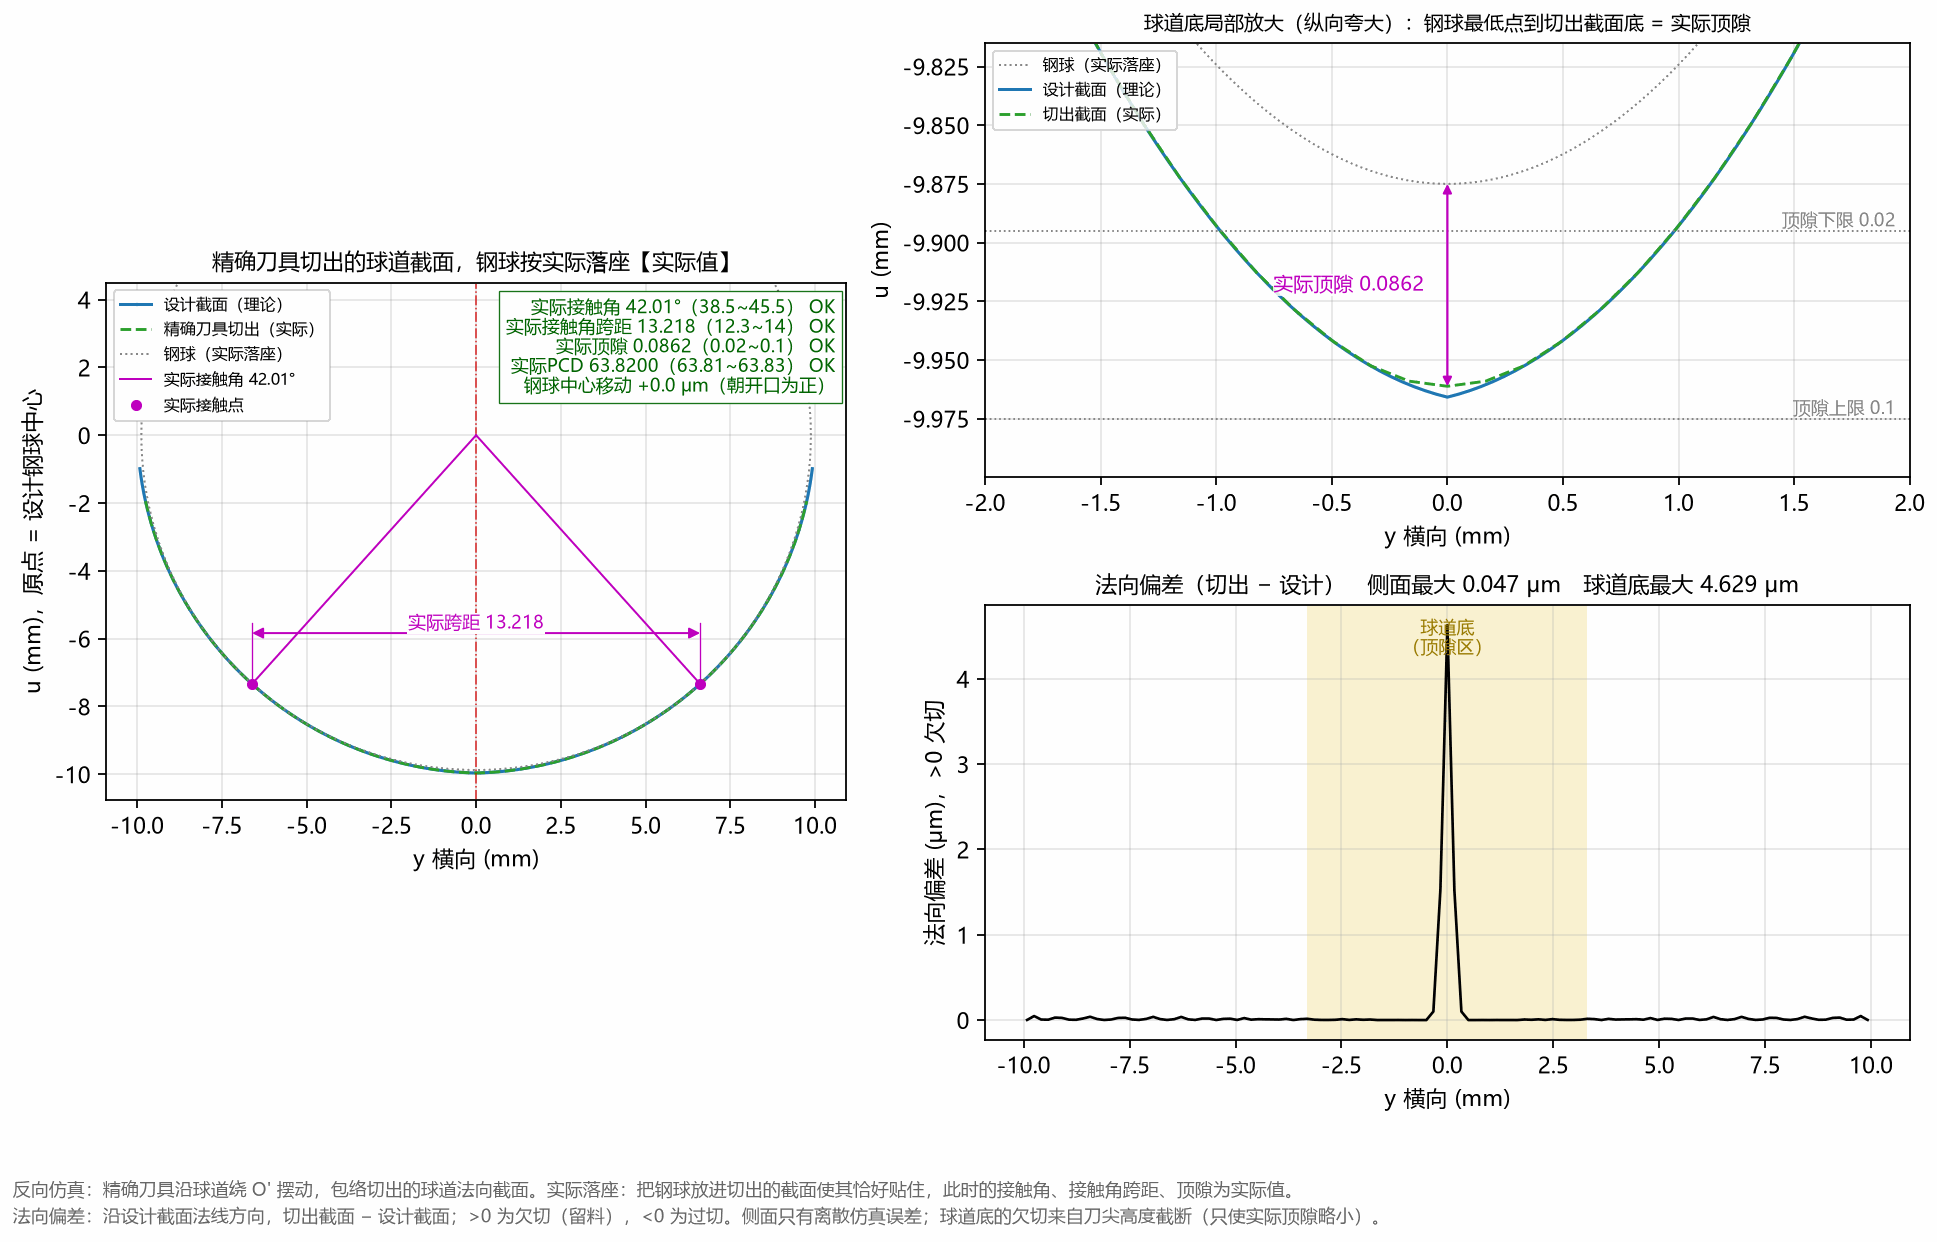 球道底局部放大（纵向夸大）：钢球最低点到切出截面底 = 实际顶隙
钢球（实际落座）
设计截面（理论）
切出截面（实际）
-9.825
-9.850
-9.875
-9.900
-9.925
-9.950
-9.975
u (mm)
顶隙下限 0.02
实际顶隙 0.0862
顶隙上限 0.1
-2.0 -1.5 -1.0 -0.5 0.0 0.5 1.0 1.5 2.0
y 横向 (mm)
精确刀具切出的球道截面，钢球按实际落座【实际值】
设计截面（理论）
精确刀具切出（实际）
钢球（实际落座）
实际接触角 42.01°
实际接触点
实际接触角 42.01°（38.5~45.5） OK
实际接触角跨距 13.218（12.3~14） OK
实际顶隙 0.0862（0.02~0.1） OK
实际PCD 63.8200（63.81~63.83） OK
钢球中心移动 +0.0 μm（朝开口为正）
4
2
0
-2
-4
-6
-8
-10
u (mm)，原点 = 设计钢球中心
实际跨距 13.218
-10.0 -7.5 -5.0 -2.5 0.0 2.5 5.0 7.5 10.0
y 横向 (mm)
法向偏差（切出 − 设计） 侧面最大 0.047 μm 球道底最大 4.629 μm
球道底
（顶隙区）
4
3
2
1
0
法向偏差 (μm)，>0 欠切
-10.0 -7.5 -5.0 -2.5 0.0 2.5 5.0 7.5 10.0
y 横向 (mm)
反向仿真：精确刀具沿球道绕 O' 摆动，包络切出的球道法向截面。实际落座：把钢球放进切出的截面使其恰好贴住，此时的接触角、接触角跨距、顶隙为实际值。
法向偏差：沿设计截面法线方向，切出截面 − 设计截面；>0 为欠切（留料），<0 为过切。侧面只有离散仿真误差；球道底的欠切来自刀尖高度截断（只使实际顶隙略小）。